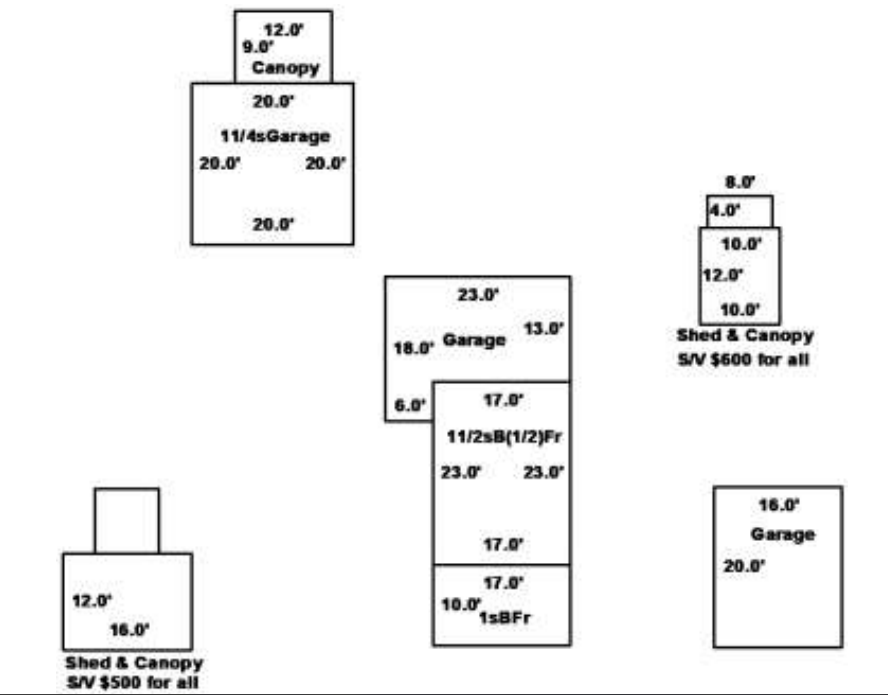 12.0'
9.0'
Canopy
20.0'
11/4sGarage
20.0' 20.0'
20.0'
8.0'
4.0'
10.0'
12.0'
10.0'
Shed & Canopy
S/V $600 for all
23.0'
13.0'
18.0' Garage
6.0'
17.0'
11/2sB(1/2)Fr
23.0' 23.0'
17.0'
17.0'
10.0'
1sBFr
12.0'
16.0'
Shed & Canopy
S/V $500 for all
16.0'
Garage
20.0'